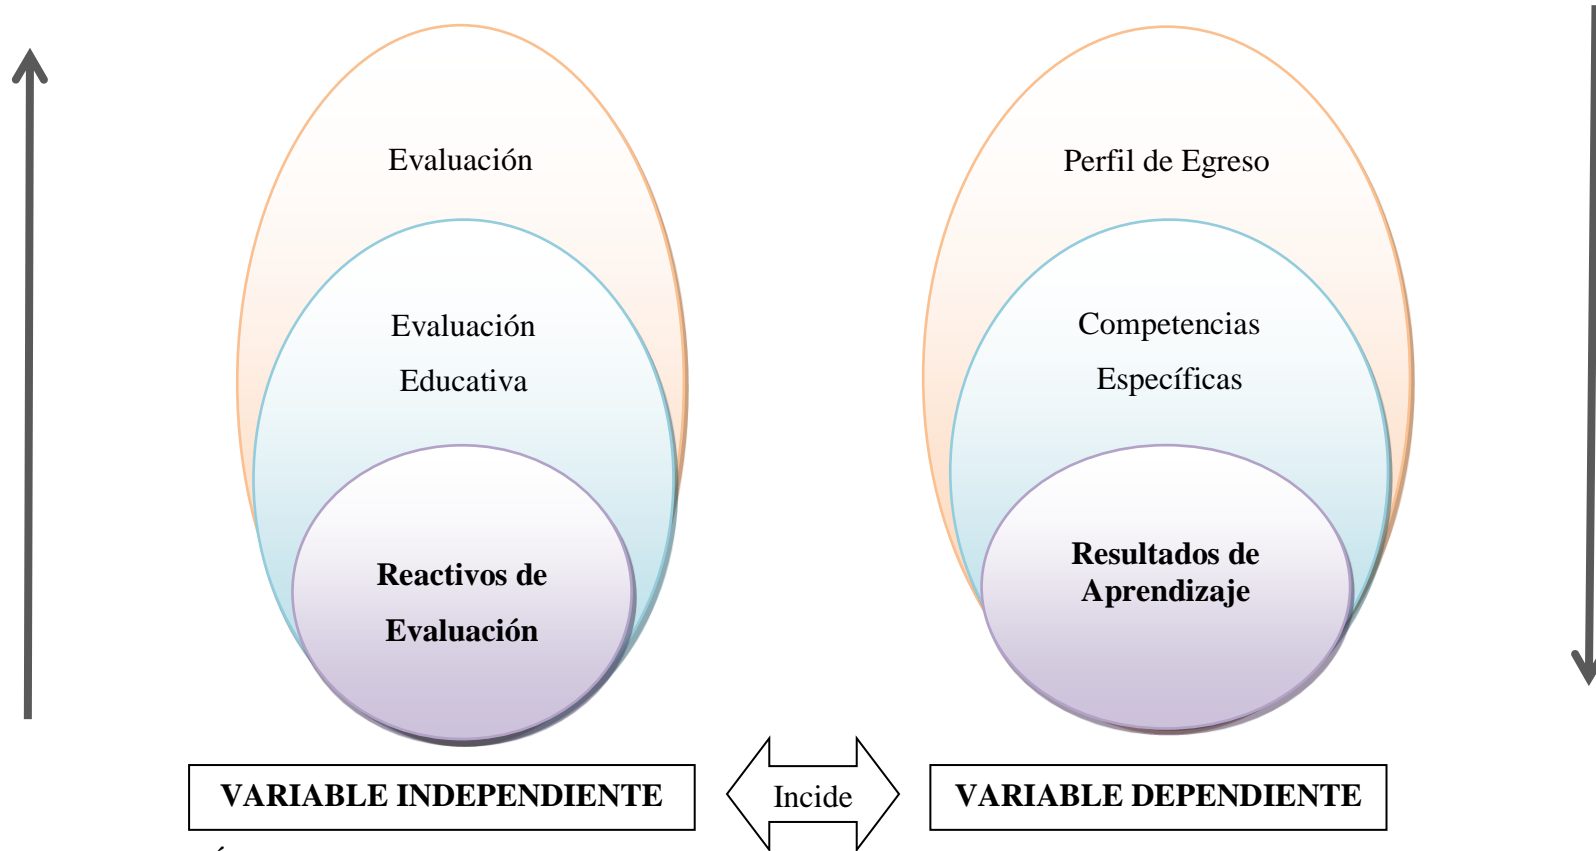 Evaluación
Evaluación
Educativa
Reactivos de
Evaluación
Perfil de Egreso
Competencias
Específicas
Resultados de
Aprendizaje
VARIABLE INDEPENDIENTE
Incide
VARIABLE DEPENDIENTE